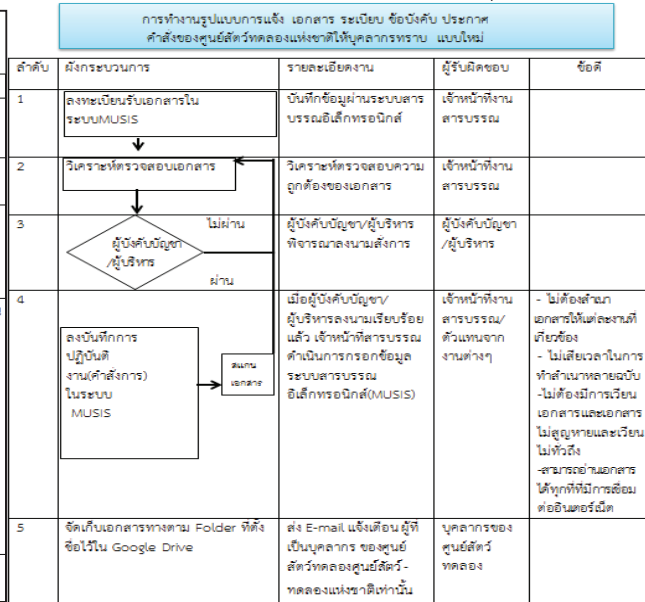 การทำงานรูปแบบการแจ้ง เอกสาร ระเบียบ ข้อบังคับ ประกาศ
คำสั่งของศูนย์สัตว์ทดลองแห่งชาติให้บุคลากรทราบ แบบใหม่
ลำดับ
ผังกระบวนการ
รายละเอียดงาน
ผู้รับผิดชอบ
ข้อดี
1
ลงทะเบียนรับเอกสารใน
ระบบMUSIS
บันทึกข้อมูผ่านระบบสาร
บรรณอิเล็กทรอนิกส์
เจ้าหน้าที่งาน
สารบรรณ
2
วิเคราะห์ตรวจสอบเอกสาร
วิเคราะห์ตรวจสอบความ
ถูกต้องของเอกสาร
เจ้าหน้าที่งาน
สารบรรณ
3
ไม่ผ่าน
ผู้บังคับบัญชา
/ผู้บริหาร
ผ่าน
ผู้บังคับบัญชา/ผู้บริหาร
พิจารณาลงนามสั่งการ
ผู้บังคับบัญชา
/ผู้บริหาร
4
ลงบันทึกการ
ปฏิบันติ
งาน(คำสั่งการ)
ในระบบ
MUSIS
สแกน
เอกสาร
เมื่อผู้บังคับบัญชา/
ผู้บริหารลงนามเรียบร้อย
แล้ว เจ้าหน้าที่สารบรรณ
ดำเนินการกรอกข้อมูล
ระบบสารบรรณ
อิเล็กทรอนิกส์(MUSIS)
เจ้าหน้าที่งาน
สารบรรณ/
ตัวแทนจาก
งานต่างๆ
- ไม่ต้องสำเนา
เอกสารให้แต่ละงานที่
เกี่ยวข้อง
- ไม่เสียเวลาในการ
ทำสำเนาหลายฉบับ
-ไม่ต้องมีการเวียน
เอกสารและเอกสาร
ไม่สูญหายและเวียน
ไม่ทั่วถึง
-สามารถอ่านเอกสาร
ได้ทุกที่ที่มีการเชื่อม
ต่ออินเตอร์เน็ต
5
จัดเก็บเอกสารทางตาม Folder ที่ตั้ง
ชื่อไว้ใน Google Drive
ส่ง E-mail แจ้งเตือน ผู้ที่
เป็นบุคลากร ของศูนย์
สัตว์ทดลองศูนย์สัตว์-
ทดลองแห่งชาติเท่านั้น
บุคลากรของ
ศูนย์สัตว์
ทดลอง